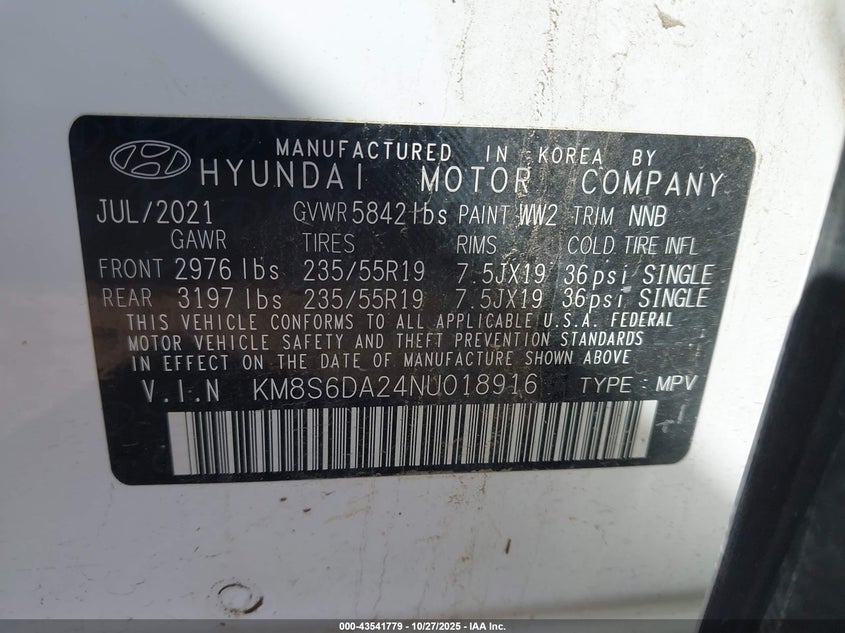 MANUFACTURED IN KOREA BY
HYUNDAI MOTOR COMPANY
JUL/2021 GVWR 5842 lbs PAINT WW2 TRIM NNB
GAWR TIRES RIMS COLD TIRE INFL
FRONT 2976 lbs 235/55R19 7.5JX19 36psi SINGLE
REAR 3197 lbs 235/55R19 7.5JX19 36psi SINGLE
THIS VEHICLE CONFORMS TO ALL APPLICABLE U.S.A. FEDERAL
MOTOR VEHICLE SAFETY AND THEFT PREVENTION STANDARDS
IN EFFECT ON THE DATE OF MANUFACTURE SHOWN ABOVE
V.I.N KM8S6DA24NU018916 TYPE : MPV
000-43541779 - 10/27/2025 - IAA Inc.